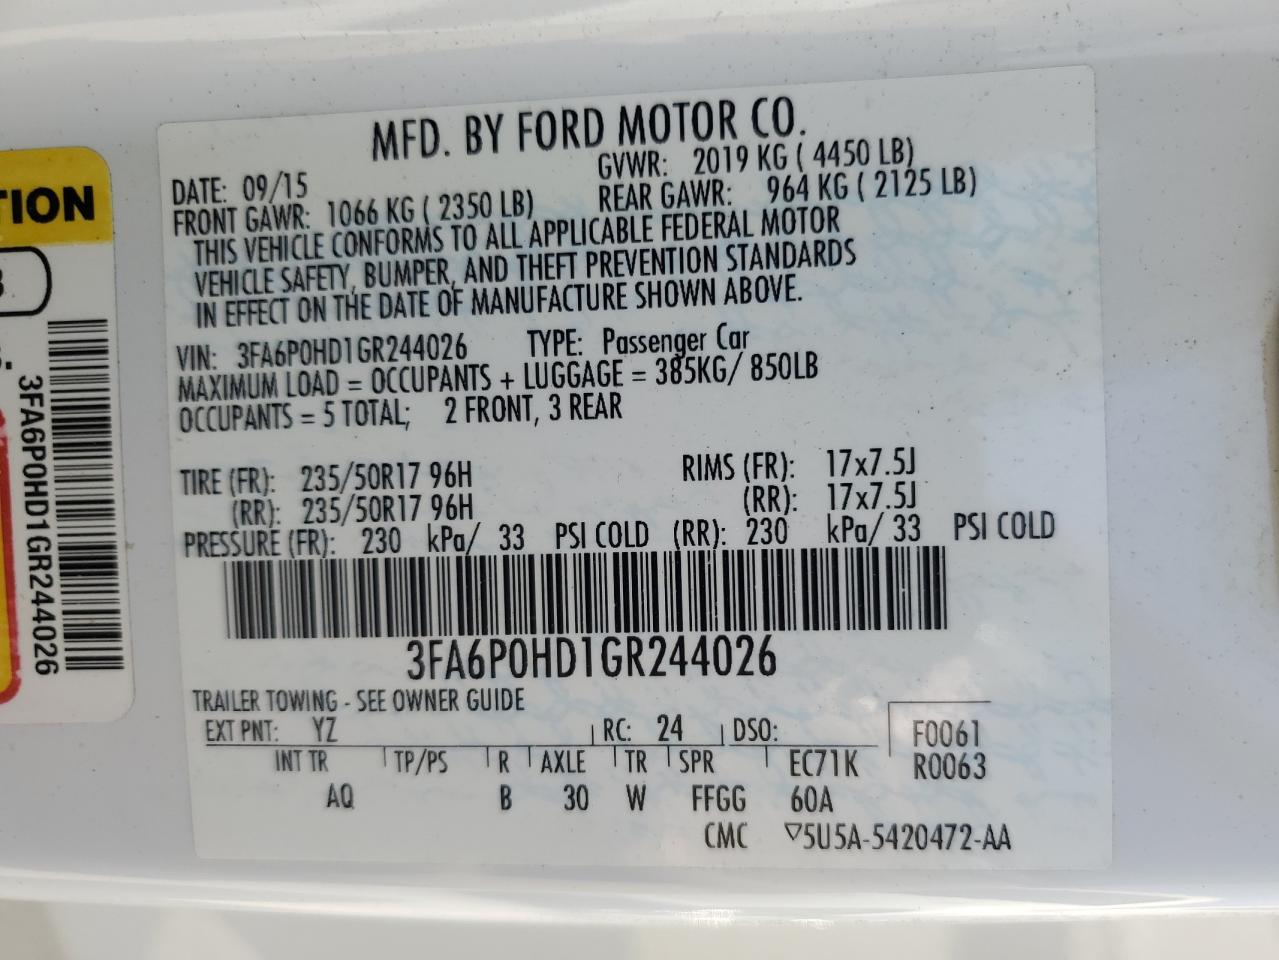 MFD. BY FORD MOTOR CO.
DATE: 09/15 GVWR: 2019 KG ( 4450 LB)
FRONT GAWR: 1066 KG ( 2350 LB) REAR GAWR: 964 KG ( 2125 LB)
THIS VEHICLE CONFORMS TO ALL APPLICABLE FEDERAL MOTOR
VEHICLE SAFETY, BUMPER, AND THEFT PREVENTION STANDARDS
IN EFFECT ON THE DATE OF MANUFACTURE SHOWN ABOVE.
VIN: 3FA6P0HD1GR244026 TYPE: Passenger Car
MAXIMUM LOAD = OCCUPANTS + LUGGAGE = 385KG/ 850LB
OCCUPANTS = 5 TOTAL; 2 FRONT, 3 REAR
TIRE (FR): 235/50R17 96H RIMS (FR): 17x7.5J
(RR): 235/50R17 96H (RR): 17x7.5J
PRESSURE (FR): 230 kPa/ 33 PSI COLD (RR): 230 kPa/ 33 PSI COLD
3FA6P0HD1GR244026
TRAILER TOWING - SEE OWNER GUIDE
EXT PNT: YZ RC: 24 DSO: F0061
INT TR TP/PS R AXLE TR SPR EC71K R0063
AQ B 30 W FFGG 60A
CMC ▽5U5A-5420472-AA
TION
3FA6P0HD1GR244026